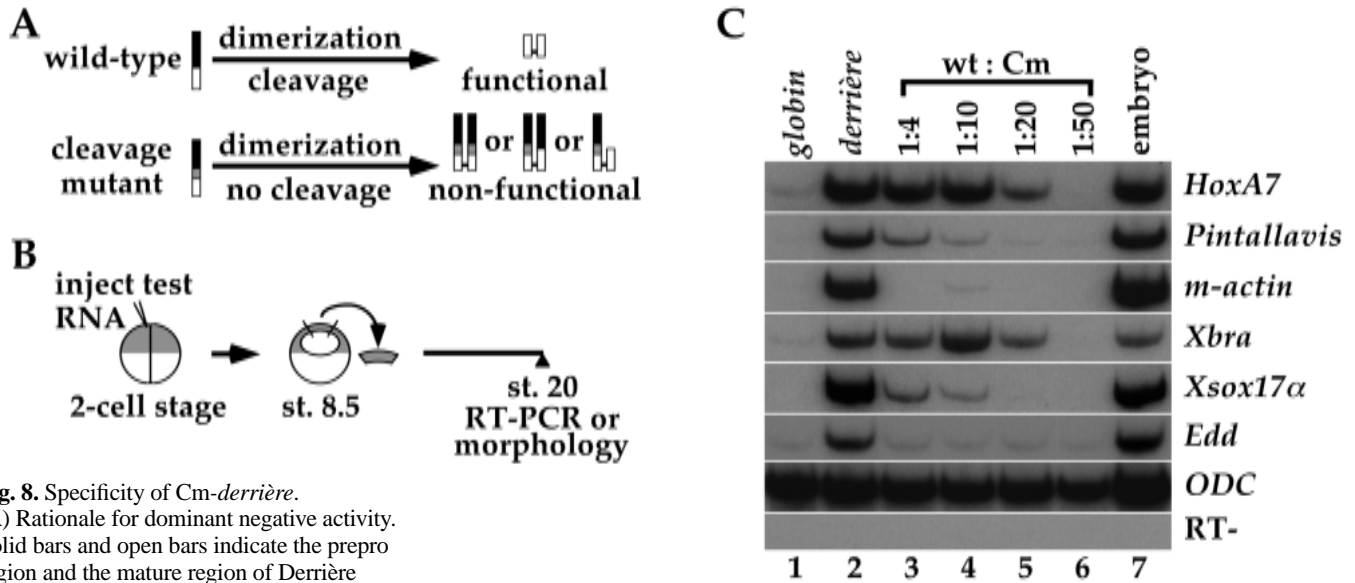 A
wild-type
dimerization
cleavage
functional
cleavage
mutant
dimerization
no cleavage
or
or
non-functional
B
inject test
RNA
2-cell stage
st. 8.5
st. 20
RT-PCR or
morphology
g. 8. Specificity of Cm-derrière.
) Rationale for dominant negative activity.
lid bars and open bars indicate the prepro
gion and the mature region of Derrière
C
wt : Cm
globin
derrière
1:4
1:10
1:20
1:50
embryo
HoxA7
Pintallavis
m-actin
Xbra
Xsox17α
Edd
ODC
RT-
1 2 3 4 5 6 7